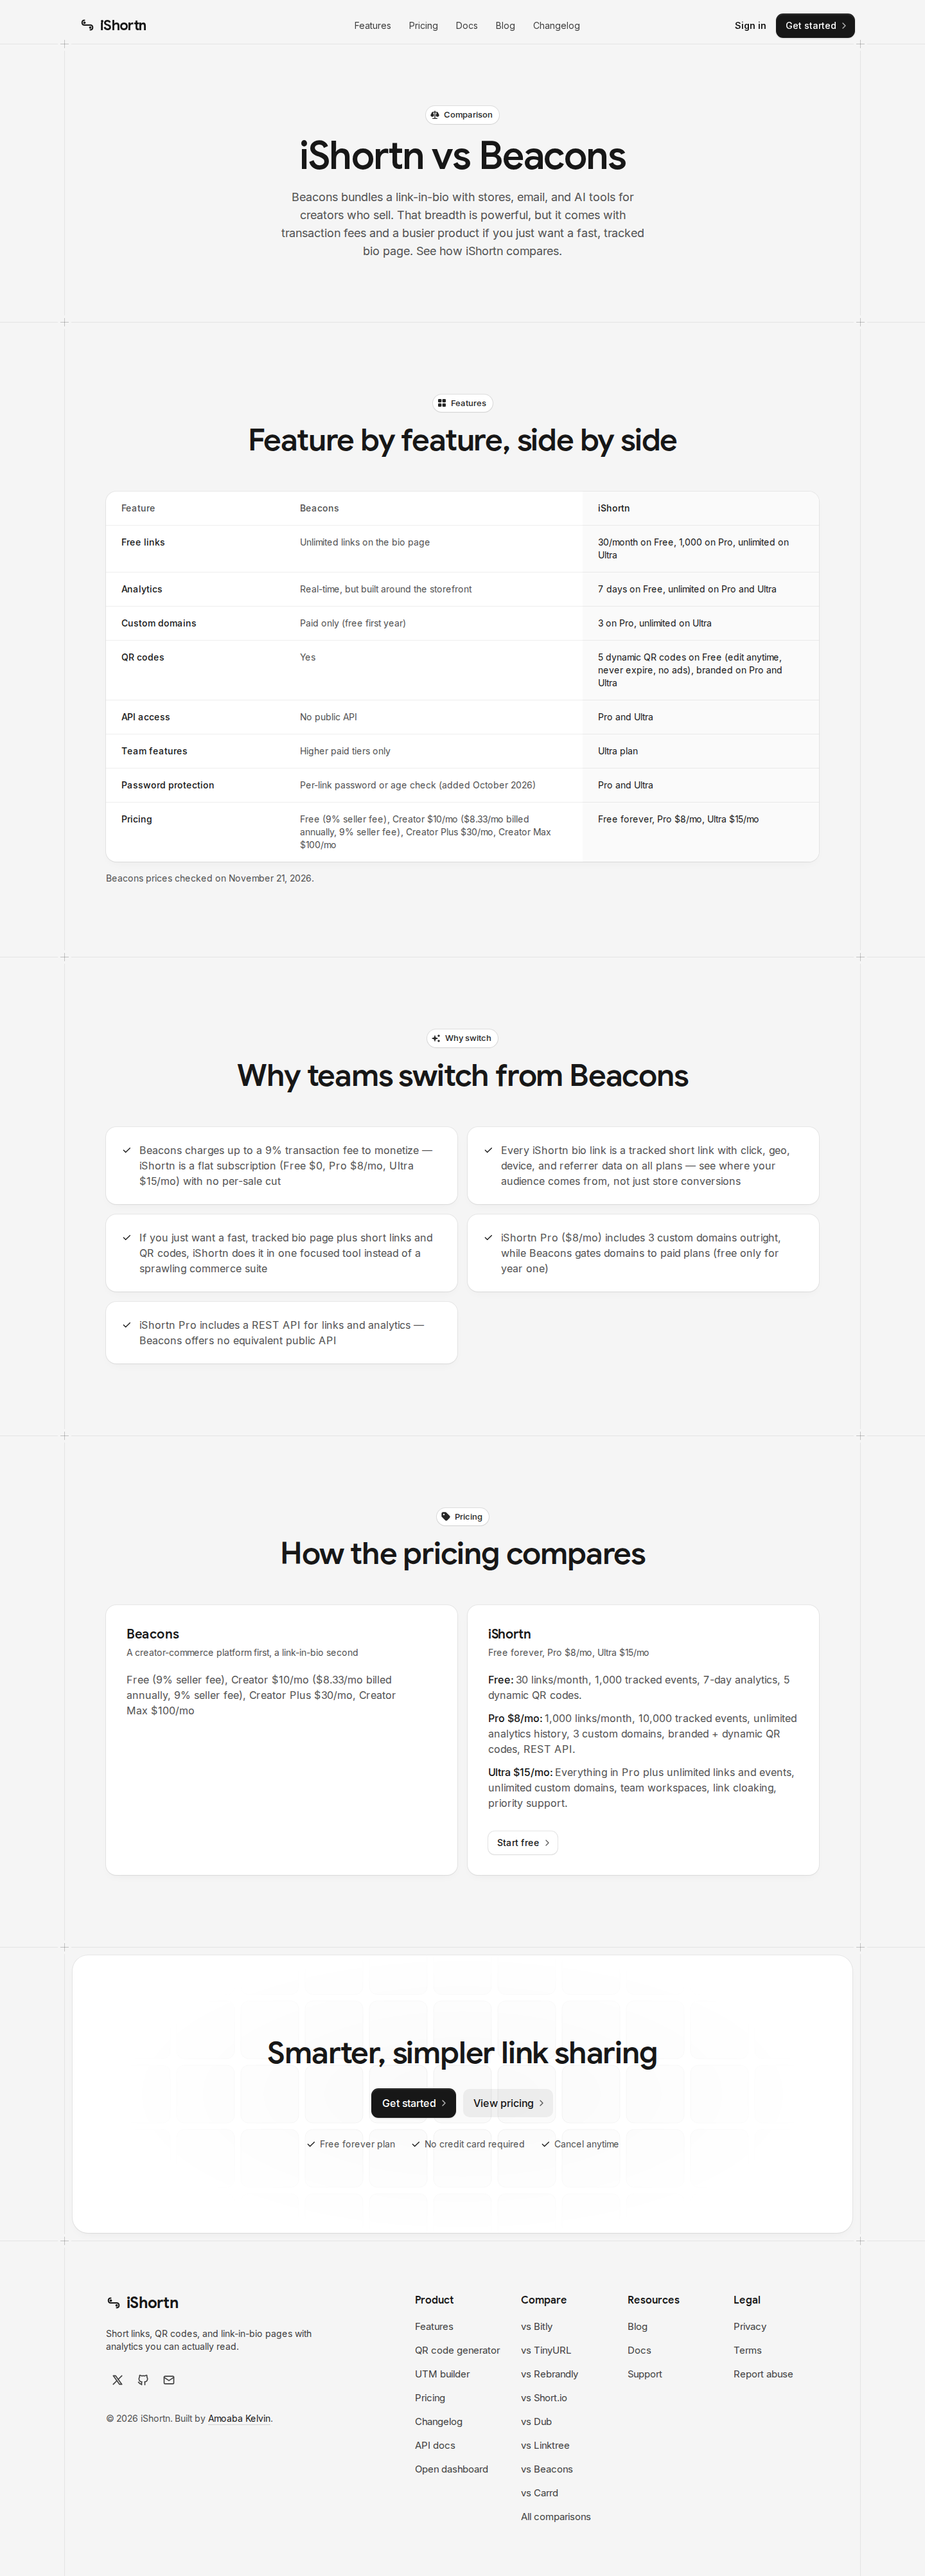 iShortn
Features
Pricing
Docs
Blog
Changelog
Sign in
Get started
Comparison
iShortn vs Beacons
Beacons bundles a link-in-bio with stores, email, and AI tools for
creators who sell. That breadth is powerful, but it comes with
transaction fees and a busier product if you just want a fast, tracked
bio page. See how iShortn compares.
Features
Feature by feature, side by side
Feature
Beacons
iShortn
Free links
Unlimited links on the bio page
30/month on Free, 1,000 on Pro, unlimited on
Ultra
Analytics
Real-time, but built around the storefront
7 days on Free, unlimited on Pro and Ultra
Custom domains
Paid only (free first year)
3 on Pro, unlimited on Ultra
QR codes
Yes
5 dynamic QR codes on Free (edit anytime,
never expire, no ads), branded on Pro and
Ultra
API access
No public API
Pro and Ultra
Team features
Higher paid tiers only
Ultra plan
Password protection
Per-link password or age check (added October 2026)
Pro and Ultra
Pricing
Free (9% seller fee), Creator $10/mo ($8.33/mo billed
annually, 9% seller fee), Creator Plus $30/mo, Creator Max
$100/mo
Free forever, Pro $8/mo, Ultra $15/mo
Beacons prices checked on November 21, 2026.
Why switch
Why teams switch from Beacons
Beacons charges up to a 9% transaction fee to monetize —
iShortn is a flat subscription (Free $0, Pro $8/mo, Ultra
$15/mo) with no per-sale cut
Every iShortn bio link is a tracked short link with click, geo,
device, and referrer data on all plans — see where your
audience comes from, not just store conversions
If you just want a fast, tracked bio page plus short links and
QR codes, iShortn does it in one focused tool instead of a
sprawling commerce suite
iShortn Pro ($8/mo) includes 3 custom domains outright,
while Beacons gates domains to paid plans (free only for
year one)
iShortn Pro includes a REST API for links and analytics —
Beacons offers no equivalent public API
Pricing
How the pricing compares
Beacons
A creator-commerce platform first, a link-in-bio second
Free (9% seller fee), Creator $10/mo ($8.33/mo billed
annually, 9% seller fee), Creator Plus $30/mo, Creator
Max $100/mo
iShortn
Free forever, Pro $8/mo, Ultra $15/mo
Free: 30 links/month, 1,000 tracked events, 7-day analytics, 5
dynamic QR codes.
Pro $8/mo: 1,000 links/month, 10,000 tracked events, unlimited
analytics history, 3 custom domains, branded + dynamic QR
codes, REST API.
Ultra $15/mo: Everything in Pro plus unlimited links and events,
unlimited custom domains, team workspaces, link cloaking,
priority support.
Start free
Smarter, simpler link sharing
Get started
View pricing
Free forever plan
No credit card required
Cancel anytime
iShortn
Short links, QR codes, and link-in-bio pages with
analytics you can actually read.
© 2026 iShortn. Built by Amoaba Kelvin.
Product
Features
QR code generator
UTM builder
Pricing
Changelog
API docs
Open dashboard
Compare
vs Bitly
vs TinyURL
vs Rebrandly
vs Short.io
vs Dub
vs Linktree
vs Beacons
vs Carrd
All comparisons
Resources
Blog
Docs
Support
Legal
Privacy
Terms
Report abuse